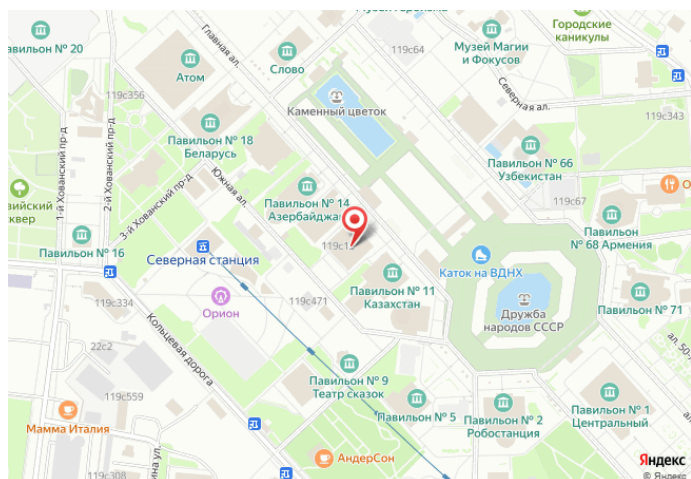 Музей Героизма
Городские
каникулы
Главная ал.
119с64
Павильон № 20
Слово
Музей Магии
и Фокусов
Атом
Северная ал.
119с356
Каменный цветок
119с343
Павильон № 18
Беларусь
2-й Хованский пр-д
1-й Хованский пр-д
3-й Хованский пр-д
Южная ал.
Павильон № 66
Узбекистан
119с67
Павильон № 14
Азербайджан
Павильон
№ 68 Армения
Павильон № 16
Северная станция
Каток на ВДНХ
Павильон № 11
Казахстан
119с334
Орион
119с471
Дружба
народов СССР
Павильон № 71
22с2
Кольцевая дорога
Павильон № 9
Театр сказок
119с559
Мамма Италия
Павильон № 5
Павильон № 2
Робостанция
Павильон № 1
Центральный
АндерСон
119с308
Яндекс
© Яндекс